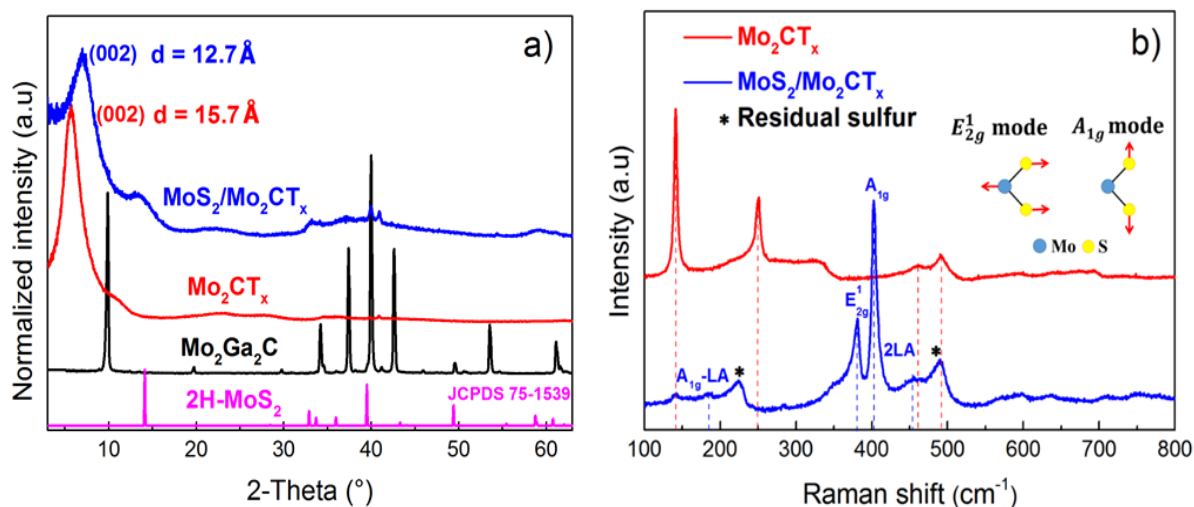 a)
(002) d = 12.7Å
(002) d = 15.7 Å
MoS₂/Mo₂CTₓ
Mo₂CTₓ
Mo₂Ga₂C
2H-MoS₂
JCPDS 75-1539
Normalized intensity (a.u)
10 20 30 40 50 60
2-Theta (°)
b)
Mo₂CTₓ
MoS₂/Mo₂CTₓ
* Residual sulfur
E¹₂g mode
A₁g mode
Mo S
A₁g
E¹₂g
2LA
*
A₁g-LA
*
Intensity (a.u)
100 200 300 400 500 600 700 800
Raman shift (cm⁻¹)